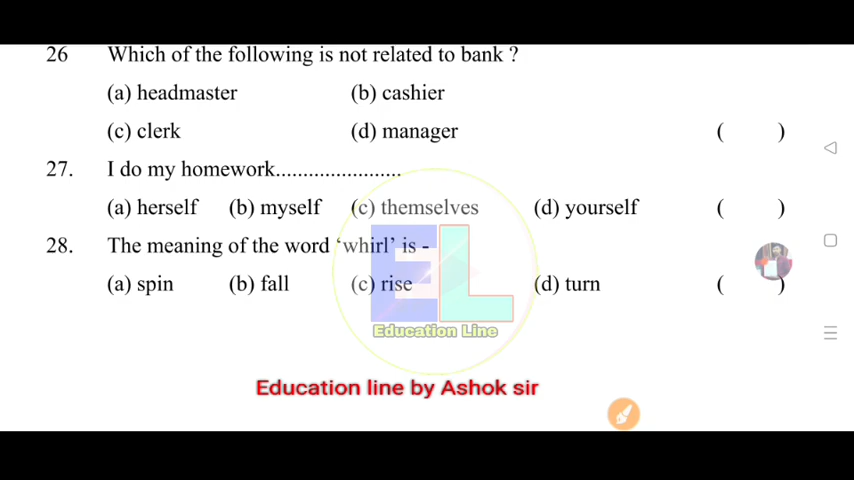 26 Which of the following is not related to bank ?
(a) headmaster (b) cashier
(c) clerk (d) manager ( )
27. I do my homework.......................
(a) herself (b) myself (c) themselves (d) yourself ( )
28. The meaning of the word ‘whirl’ is -
(a) spin (b) fall (c) rise (d) turn ( )
EL
Education Line
Education line by Ashok sir